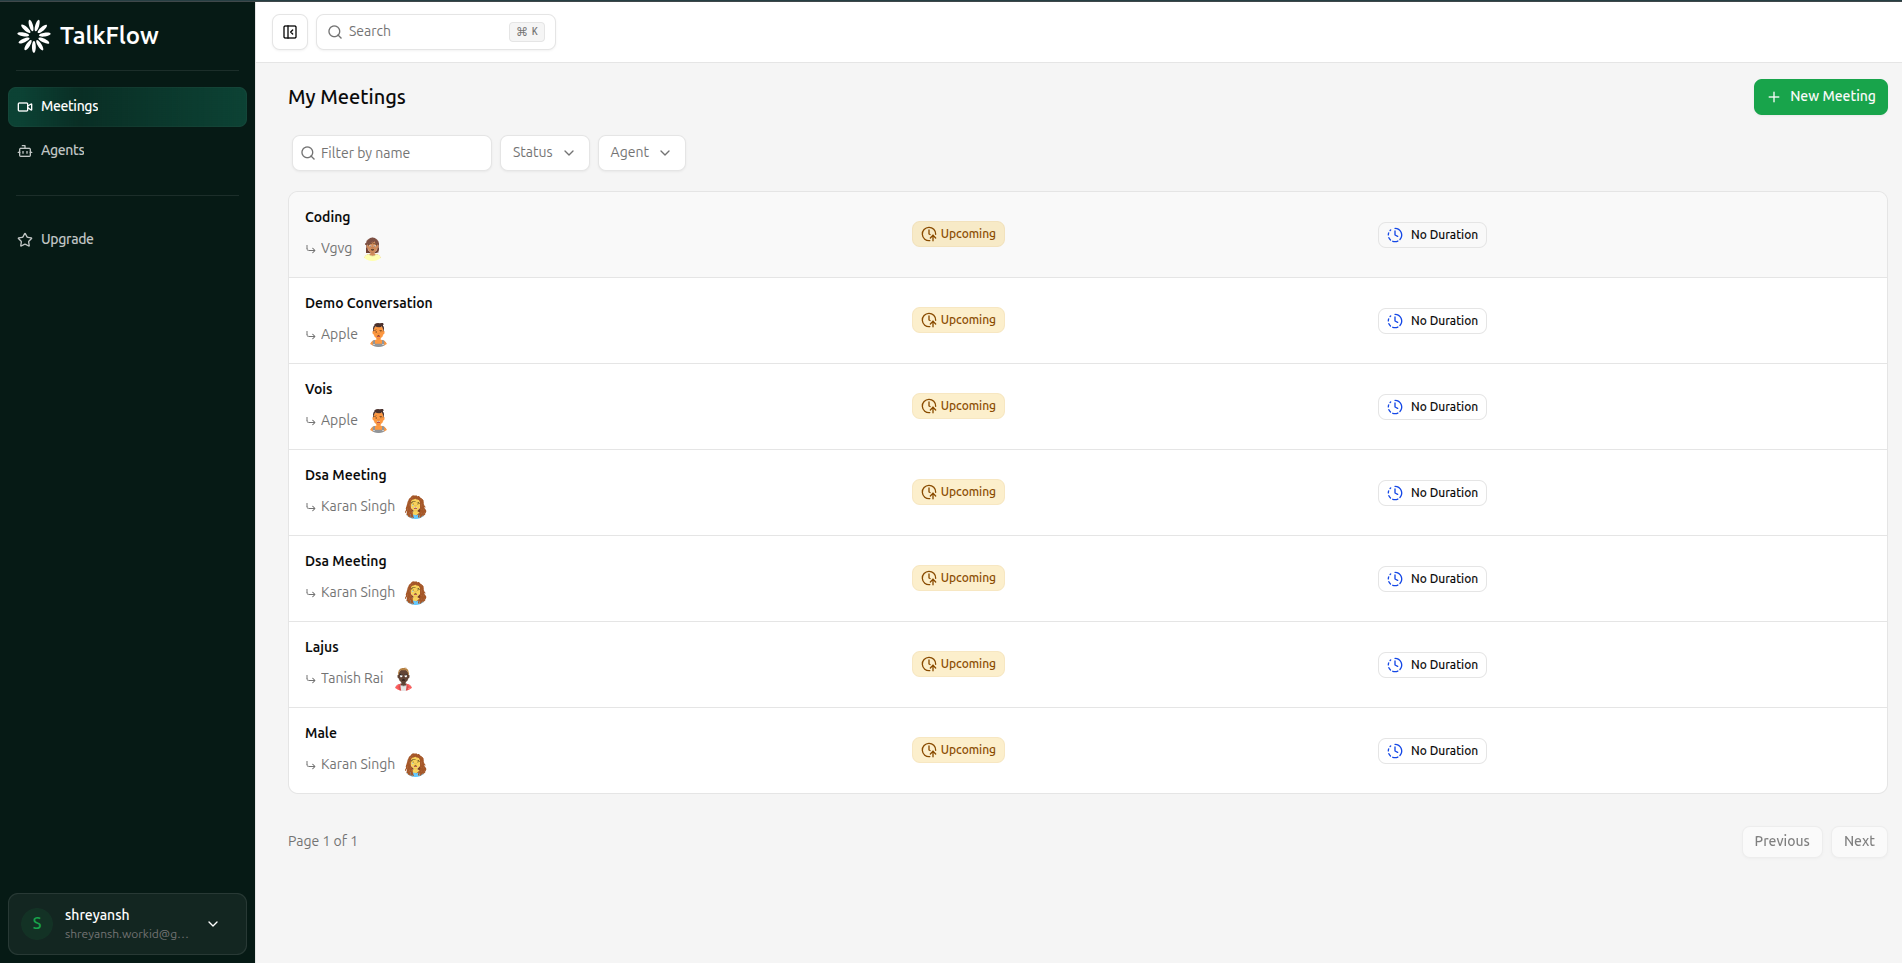 TalkFlow
Search ⌘ K
Meetings
Agents
Upgrade
My Meetings
+ New Meeting
Filter by name
Status
Agent
Coding
Vgvg
Upcoming
No Duration
Demo Conversation
Apple
Upcoming
No Duration
Vois
Apple
Upcoming
No Duration
Dsa Meeting
Karan Singh
Upcoming
No Duration
Dsa Meeting
Karan Singh
Upcoming
No Duration
Lajus
Tanish Rai
Upcoming
No Duration
Male
Karan Singh
Upcoming
No Duration
Page 1 of 1
Previous
Next
S
shreyansh
shreyansh.workid@g...